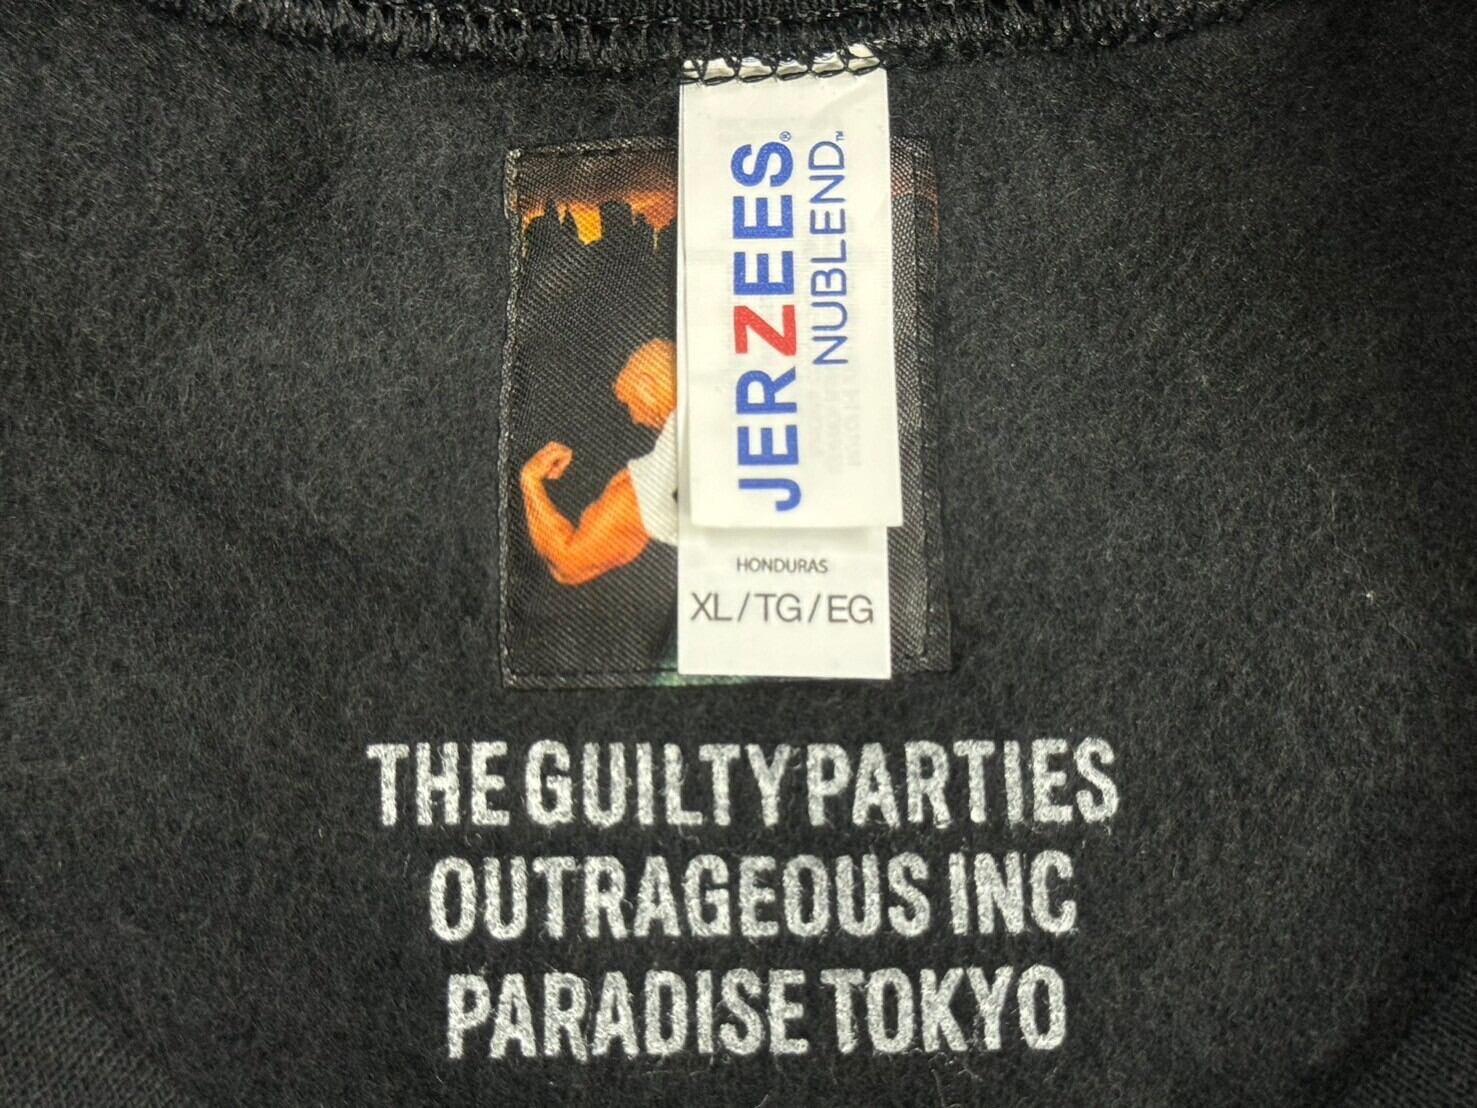 JERZEES®
NUBLEND™
HONDURAS
XL/TG/EG
THE GUILTY PARTIES
OUTRAGEOUS INC
PARADISE TOKYO